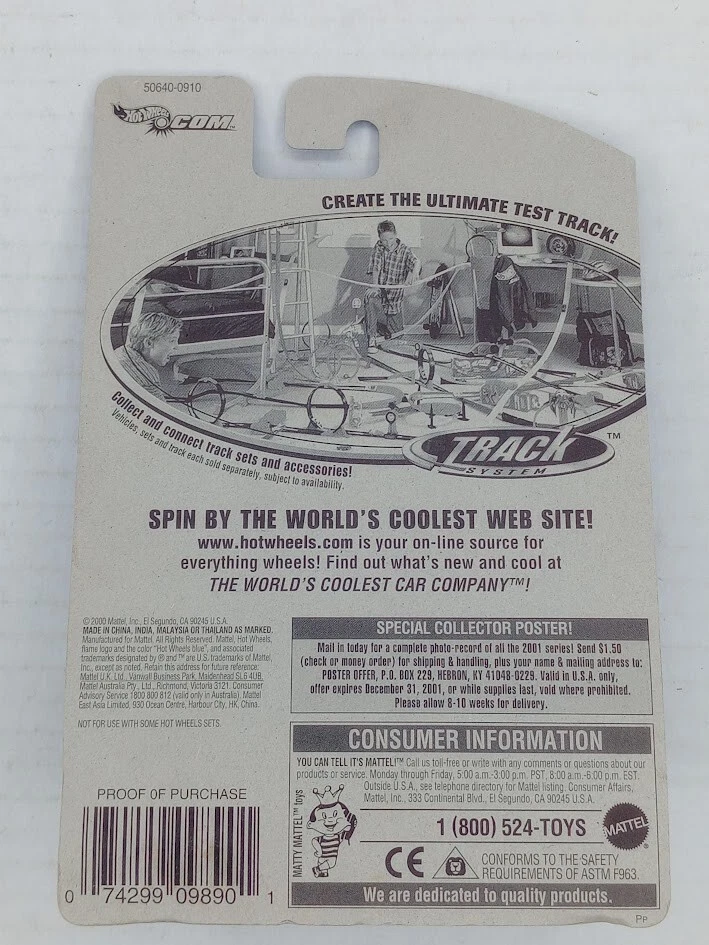 50640-0910
HOT WHEELS .COM™
CREATE THE ULTIMATE TEST TRACK!
Collect and connect track sets and accessories!
Vehicles, sets and track each sold separately, subject to availability.
TRACK™
SYSTEM
SPIN BY THE WORLD'S COOLEST WEB SITE!
www.hotwheels.com is your on-line source for
everything wheels! Find out what's new and cool at
THE WORLD'S COOLEST CAR COMPANY™!
© 2000 Mattel, Inc., El Segundo, CA 90245 U.S.A.
MADE IN CHINA, INDIA, MALAYSIA OR THAILAND AS MARKED.
Manufactured for Mattel. All Rights Reserved. Mattel, Hot Wheels,
flame logo and the color "Hot Wheels blue", and associated
trademarks designated by ® and ™ are U.S. trademarks of Mattel,
Inc., except as noted. Retain this address for future reference:
Mattel U.K. Ltd., Vanwall Business Park, Maidenhead SL6 4UB.
Mattel Australia Pty., Ltd., Richmond, Victoria 3121. Consumer
Advisory Service 1800 800 812 (valid only in Australia). Mattel
East Asia Limited, 930 Ocean Centre, Harbour City, HK, China.
NOT FOR USE WITH SOME HOT WHEELS SETS.
SPECIAL COLLECTOR POSTER!
Mail in today for a complete photo-record of all the 2001 series! Send $1.50
(check or money order) for shipping & handling, plus your name & mailing address to:
POSTER OFFER, P.O. BOX 229, HEBRON, KY 41048-0229. Valid in U.S.A. only,
offer expires December 31, 2001, or while supplies last, void where prohibited.
Please allow 8-10 weeks for delivery.
CONSUMER INFORMATION
YOU CAN TELL IT'S MATTEL!™ Call us toll-free or write with any comments or questions about our
products or service. Monday through Friday, 5:00 a.m.-3:00 p.m. PST, 8:00 a.m.-6:00 p.m. EST.
Outside U.S.A., see telephone directory for Mattel listing. Consumer Affairs,
Mattel, Inc., 333 Continental Blvd., El Segundo, CA 90245 U.S.A.
MATTY MATTEL™ toys
1 (800) 524-TOYS
MATTEL®
CE
CONFORMS TO THE SAFETY
REQUIREMENTS OF ASTM F963.
We are dedicated to quality products.
PROOF OF PURCHASE
0 74299 09890 1
Pp